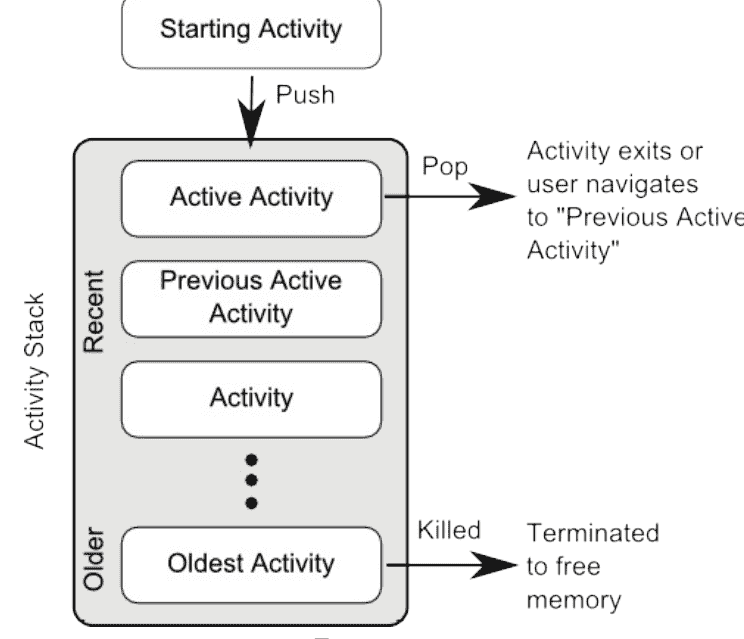 Starting Activity
Push
Active Activity
Pop
Activity exits or
user navigates
to "Previous Active
Activity"
Activity Stack
Recent
Previous Active
Activity
Activity
Older
Oldest Activity
Killed
Terminated
to free
memory